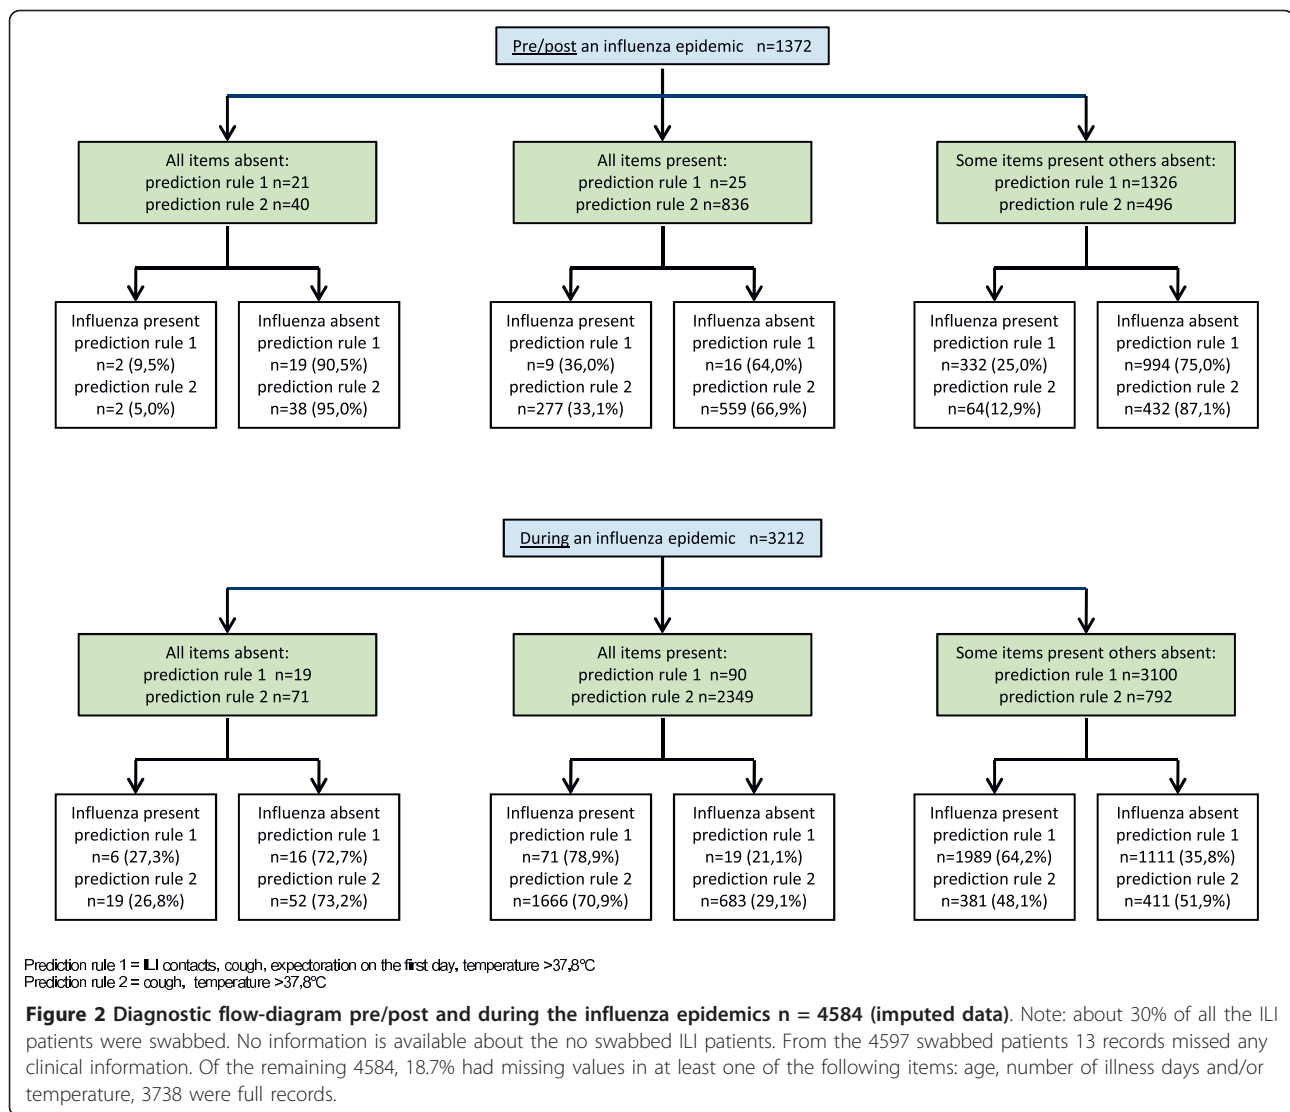 Pre/post an influenza epidemic n=1372
All items absent:
prediction rule 1 n=21
prediction rule 2 n=40
All items present:
prediction rule 1 n=25
prediction rule 2 n=836
Some items present others absent:
prediction rule 1 n=1326
prediction rule 2 n=496
Influenza present
prediction rule 1
n=2 (9,5%)
prediction rule 2
n=2 (5,0%)
Influenza absent
prediction rule 1
n=19 (90,5%)
prediction rule 2
n=38 (95,0%)
Influenza present
prediction rule 1
n=9 (36,0%)
prediction rule 2
n=277 (33,1%)
Influenza absent
prediction rule 1
n=16 (64,0%)
prediction rule 2
n=559 (66,9%)
Influenza present
prediction rule 1
n=332 (25,0%)
prediction rule 2
n=64(12,9%)
Influenza absent
prediction rule 1
n=994 (75,0%)
prediction rule 2
n=432 (87,1%)
During an influenza epidemic n=3212
All items absent:
prediction rule 1 n=19
prediction rule 2 n=71
All items present:
prediction rule 1 n=90
prediction rule 2 n=2349
Some items present others absent:
prediction rule 1 n=3100
prediction rule 2 n=792
Influenza present
prediction rule 1
n=6 (27,3%)
prediction rule 2
n=19 (26,8%)
Influenza absent
prediction rule 1
n=16 (72,7%)
prediction rule 2
n=52 (73,2%)
Influenza present
prediction rule 1
n=71 (78,9%)
prediction rule 2
n=1666 (70,9%)
Influenza absent
prediction rule 1
n=19 (21,1%)
prediction rule 2
n=683 (29,1%)
Influenza present
prediction rule 1
n=1989 (64,2%)
prediction rule 2
n=381 (48,1%)
Influenza absent
prediction rule 1
n=1111 (35,8%)
prediction rule 2
n=411 (51,9%)
Prediction rule 1 = ILI contacts, cough, expectoration on the first day, temperature >37,8°C
Prediction rule 2 = cough, temperature >37,8°C
Figure 2 Diagnostic flow-diagram pre/post and during the influenza epidemics n = 4584 (imputed data). Note: about 30% of all the ILI
patients were swabbed. No information is available about the no swabbed ILI patients. From the 4597 swabbed patients 13 records missed any
clinical information. Of the remaining 4584, 18.7% had missing values in at least one of the following items: age, number of illness days and/or
temperature, 3738 were full records.